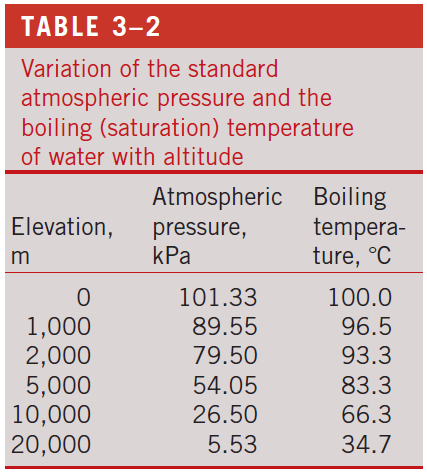 TABLE 3–2
Variation of the standard
atmospheric pressure and the
boiling (saturation) temperature
of water with altitude
Atmospheric Boiling
Elevation, pressure, tempera-
m kPa ture, °C
0 101.33 100.0
1,000 89.55 96.5
2,000 79.50 93.3
5,000 54.05 83.3
10,000 26.50 66.3
20,000 5.53 34.7